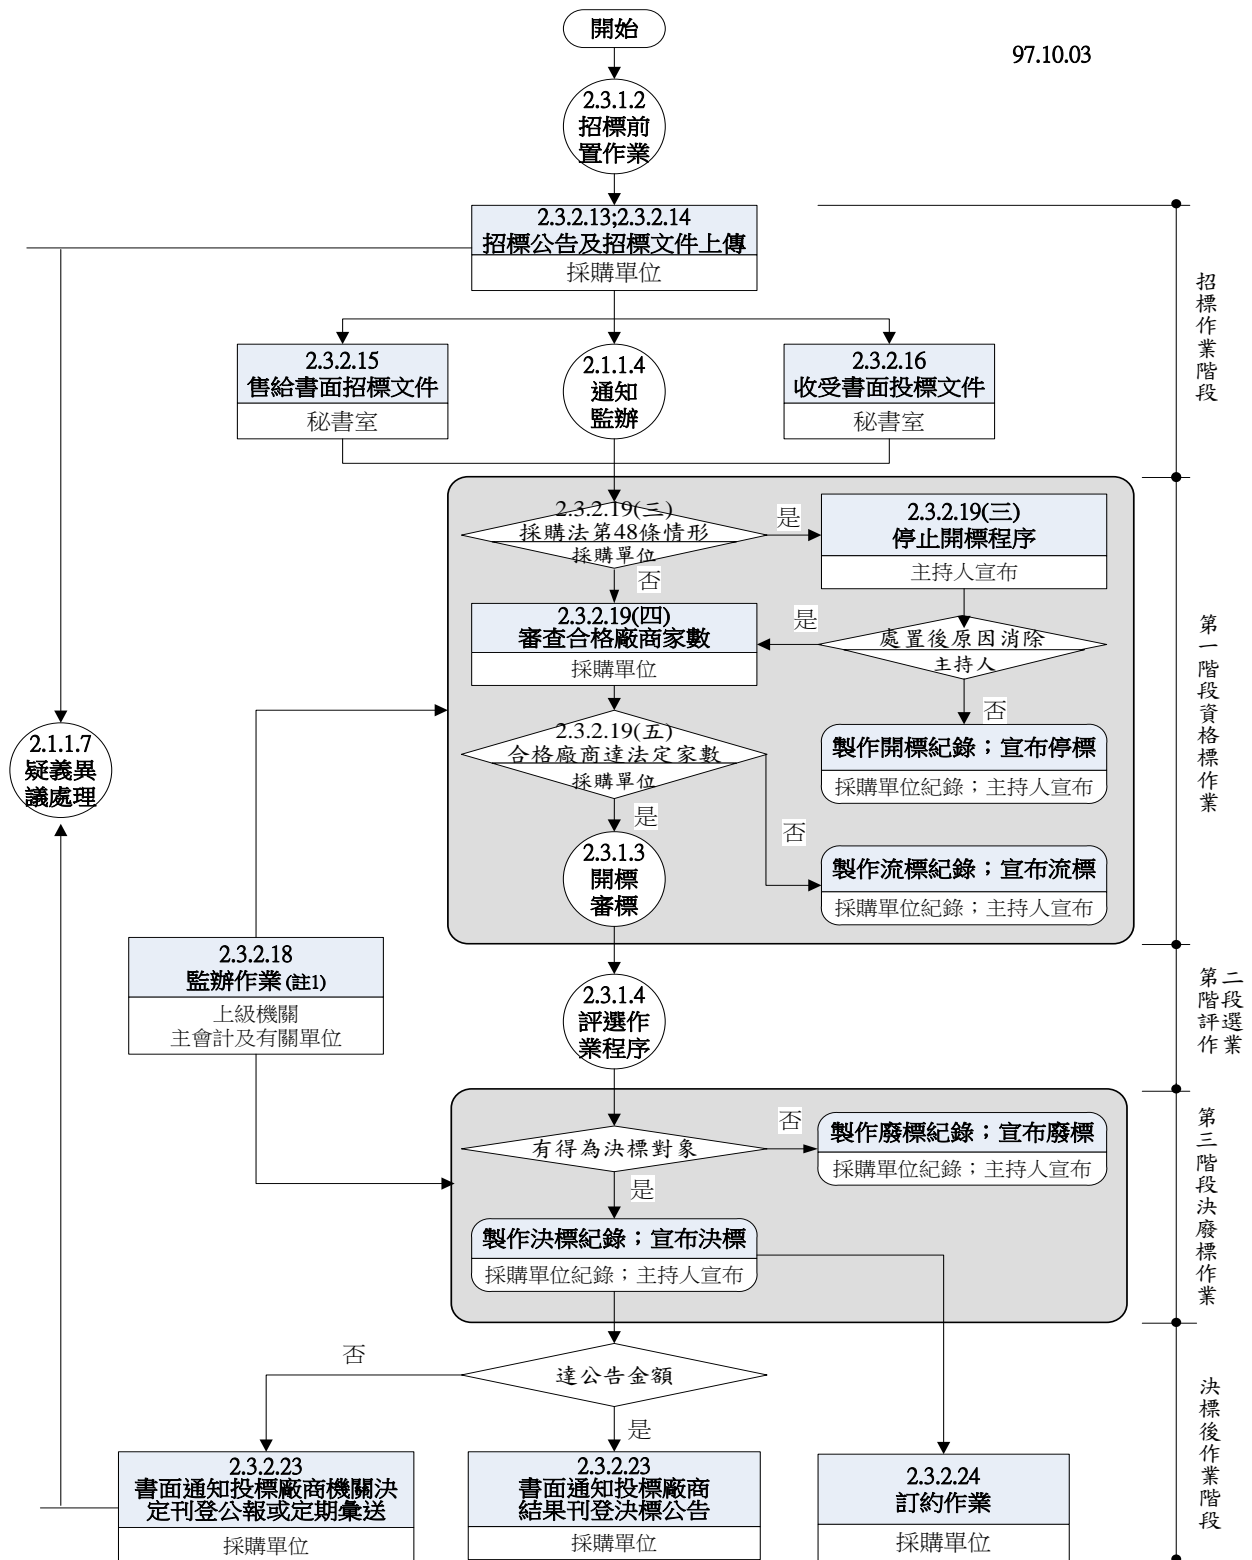 開始
97.10.03
2.3.1.2
招標前
置作業
2.3.2.13;2.3.2.14
招標公告及招標文件上傳
採購單位
招標作業階段
2.3.2.15
售給書面招標文件
秘書室
2.1.1.4
通知
監辦
2.3.2.16
收受書面投標文件
秘書室
2.3.2.19(三)
採購法第48條情形
採購單位
是
否
2.3.2.19(三)
停止開標程序
主持人宣布
2.3.2.19(四)
審查合格廠商家數
採購單位
是
處置後原因消除
主持人
否
第一階段資格標作業
2.3.2.19(五)
合格廠商達法定家數
採購單位
是
否
製作開標紀錄；宣布停標
採購單位紀錄；主持人宣布
2.1.1.7
疑義異
議處理
2.3.1.3
開標
審標
製作流標紀錄；宣布流標
採購單位紀錄；主持人宣布
2.3.2.18
監辦作業(註1)
上級機關
主會計及有關單位
2.3.1.4
評選作
業程序
第二
階段
評選
作業
有得為決標對象
否
是
製作廢標紀錄；宣布廢標
採購單位紀錄；主持人宣布
第三階段決廢標作業
製作決標紀錄；宣布決標
採購單位紀錄；主持人宣布
達公告金額
否
是
決標後作業階段
2.3.2.23
書面通知投標廠商機關決
定刊登公報或定期彙送
採購單位
2.3.2.23
書面通知投標廠商
結果刊登決標公告
採購單位
2.3.2.24
訂約作業
採購單位